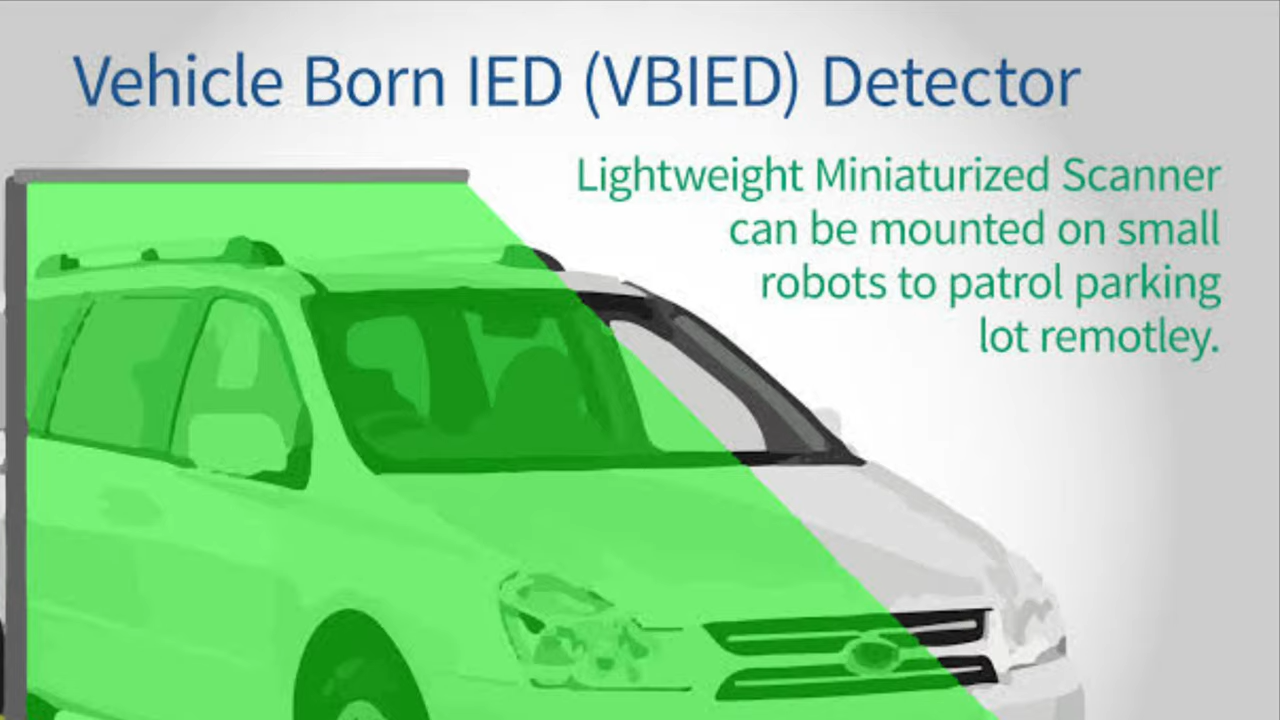 Vehicle Born IED (VBIED) Detector
Lightweight Miniaturized Scanner
can be mounted on small
robots to patrol parking
lot remotley.